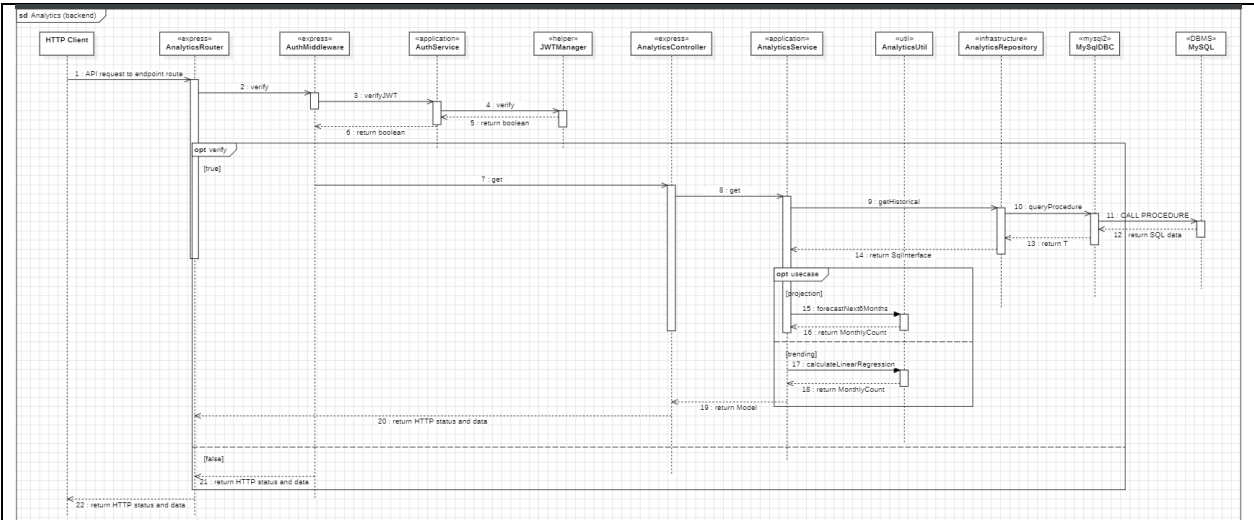 sd Analytics (backend)
HTTP Client
«express»
AnalyticsRouter
«express»
AuthMiddleware
«application»
AuthService
«helper»
JWTManager
«express»
AnalyticsController
«application»
AnalyticsService
«util»
AnalyticsUtil
«infrastructure»
AnalyticsRepository
«mysql2»
MySqlDBC
«DBMS»
MySQL
1 : API request to endpoint route
2 : verify
3 : verifyJWT
4 : verify
5 : return boolean
6 : return boolean
opt verify
[true]
7 : get
8 : get
9 : getHistorical
10 : queryProcedure
11 : CALL PROCEDURE
12 : return SQL data
13 : return T
14 : return SqlInterface
opt usecase
[projection]
15 : forecastNext6Months
16 : return MonthlyCount
[trending]
17 : calculateLinearRegression
18 : return MonthlyCount
19 : return Model
20 : return HTTP status and data
[false]
21 : return HTTP status and data
22 : return HTTP status and data